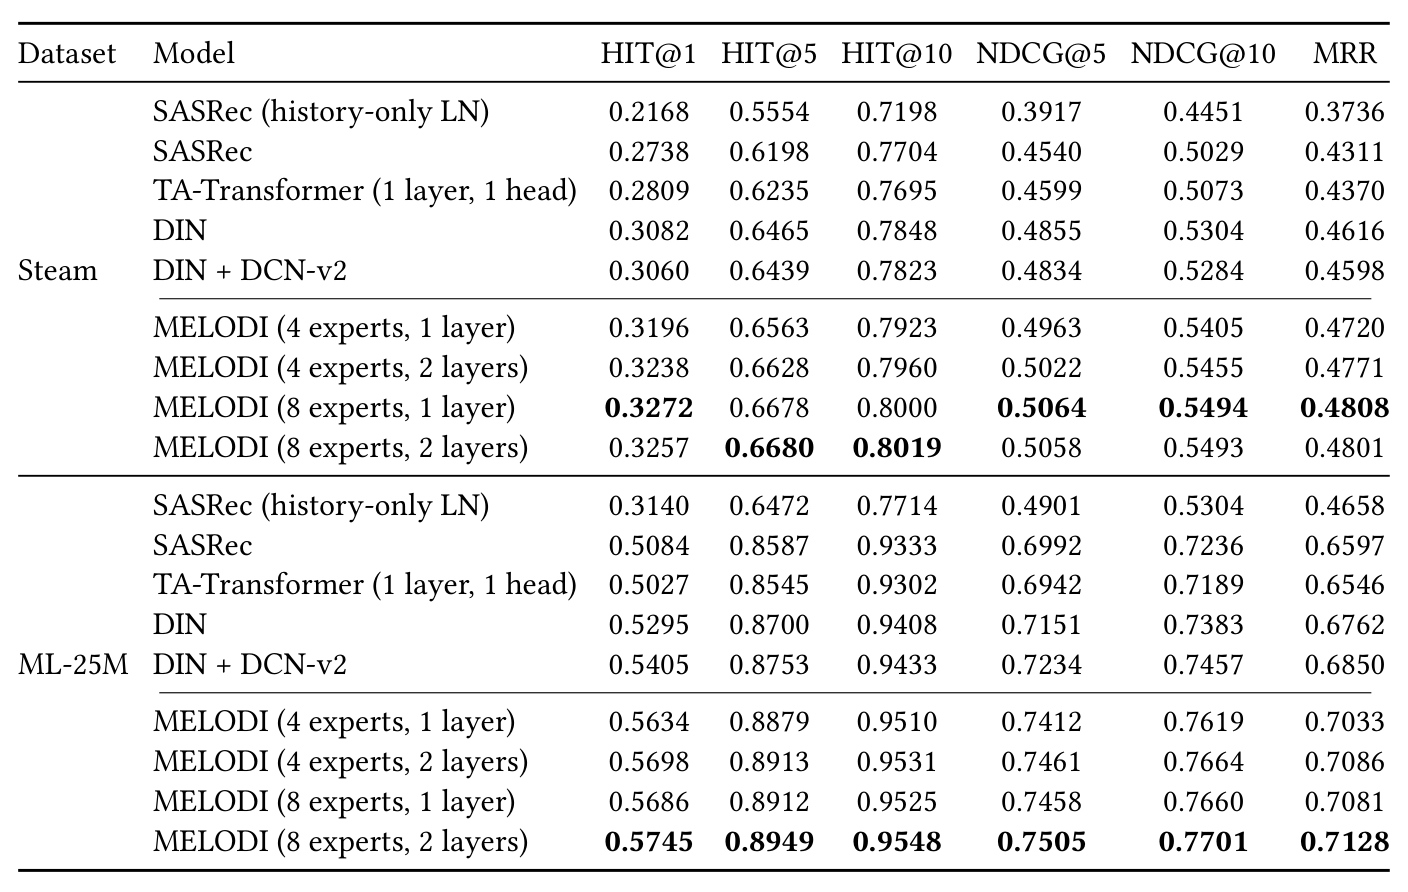 Dataset Model HIT@1 HIT@5 HIT@10 NDCG@5 NDCG@10 MRR
SASRec (history-only LN) 0.2168 0.5554 0.7198 0.3917 0.4451 0.3736
SASRec 0.2738 0.6198 0.7704 0.4540 0.5029 0.4311
TA-Transformer (1 layer, 1 head) 0.2809 0.6235 0.7695 0.4599 0.5073 0.4370
DIN 0.3082 0.6465 0.7848 0.4855 0.5304 0.4616
Steam DIN + DCN-v2 0.3060 0.6439 0.7823 0.4834 0.5284 0.4598
MELODI (4 experts, 1 layer) 0.3196 0.6563 0.7923 0.4963 0.5405 0.4720
MELODI (4 experts, 2 layers) 0.3238 0.6628 0.7960 0.5022 0.5455 0.4771
MELODI (8 experts, 1 layer) 0.3272 0.6678 0.8000 0.5064 0.5494 0.4808
MELODI (8 experts, 2 layers) 0.3257 0.6680 0.8019 0.5058 0.5493 0.4801
SASRec (history-only LN) 0.3140 0.6472 0.7714 0.4901 0.5304 0.4658
SASRec 0.5084 0.8587 0.9333 0.6992 0.7236 0.6597
TA-Transformer (1 layer, 1 head) 0.5027 0.8545 0.9302 0.6942 0.7189 0.6546
DIN 0.5295 0.8700 0.9408 0.7151 0.7383 0.6762
ML-25M DIN + DCN-v2 0.5405 0.8753 0.9433 0.7234 0.7457 0.6850
MELODI (4 experts, 1 layer) 0.5634 0.8879 0.9510 0.7412 0.7619 0.7033
MELODI (4 experts, 2 layers) 0.5698 0.8913 0.9531 0.7461 0.7664 0.7086
MELODI (8 experts, 1 layer) 0.5686 0.8912 0.9525 0.7458 0.7660 0.7081
MELODI (8 experts, 2 layers) 0.5745 0.8949 0.9548 0.7505 0.7701 0.7128